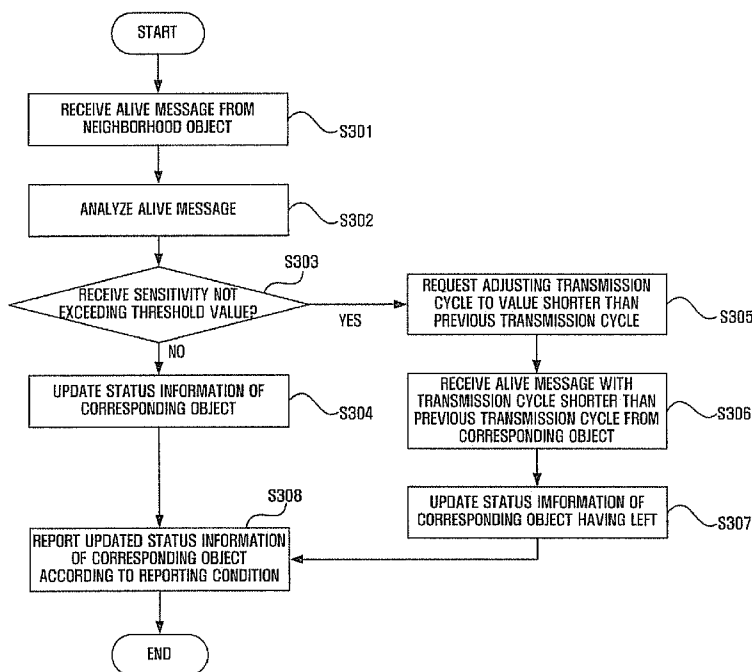 START
RECEIVE ALIVE MESSAGE FROM
NEIGHBORHOOD OBJECT
S301
ANALYZE ALIVE MESSAGE
S302
S303
RECEIVE SENSITIVITY NOT
EXCEEDING THRESHOLD VALUE?
YES
NO
UPDATE STATUS INFORMATION OF
CORRESPONDING OBJECT
S304
REQUEST ADJUSTING TRANSMISSION
CYCLE TO VALUE SHORTER THAN
PREVIOUS TRANSMISSION CYCLE
S305
RECEIVE ALIVE MESSAGE WITH
TRANSMISSION CYCLE SHORTER THAN
PREVIOUS TRANSMISSION CYCLE FROM
CORRESPONDING OBJECT
S306
UPDATE STATUS IMFORMATION OF
CORRESPONDING OBJECT HAVING LEFT
S307
S308
REPORT UPDATED STATUS INFORMATION
OF CORRESPONDING OBJECT
ACCORDING TO REPORTING CONDITION
END